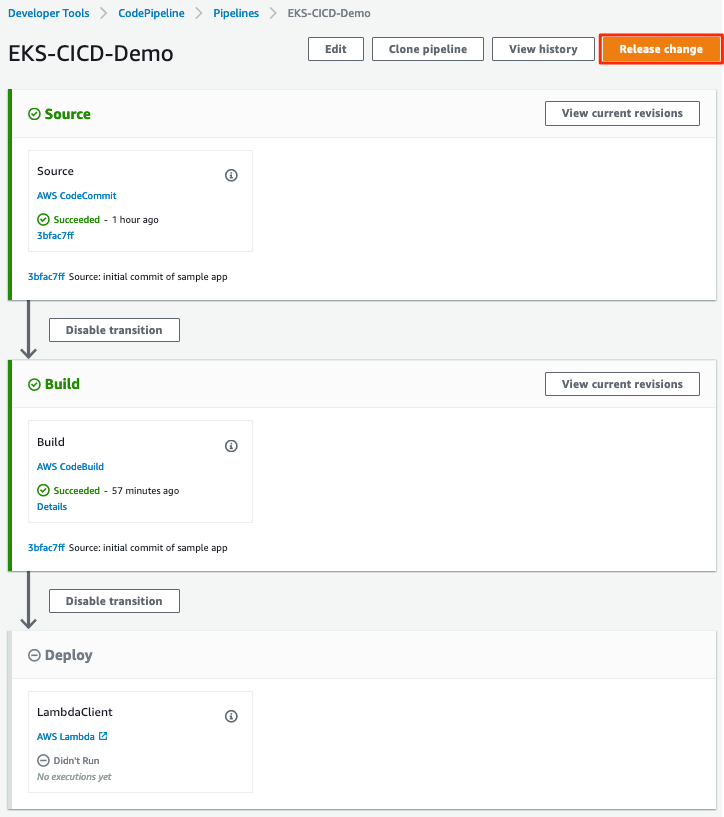 Developer Tools > CodePipeline > Pipelines > EKS-CICD-Demo
EKS-CICD-Demo
Edit
Clone pipeline
View history
Release change
Source
View current revisions
Source
AWS CodeCommit
Succeeded - 1 hour ago
3bfac7ff
3bfac7ff Source: initial commit of sample app
Disable transition
Build
View current revisions
Build
AWS CodeBuild
Succeeded - 57 minutes ago
Details
3bfac7ff Source: initial commit of sample app
Disable transition
Deploy
LambdaClient
AWS Lambda
Didn't Run
No executions yet